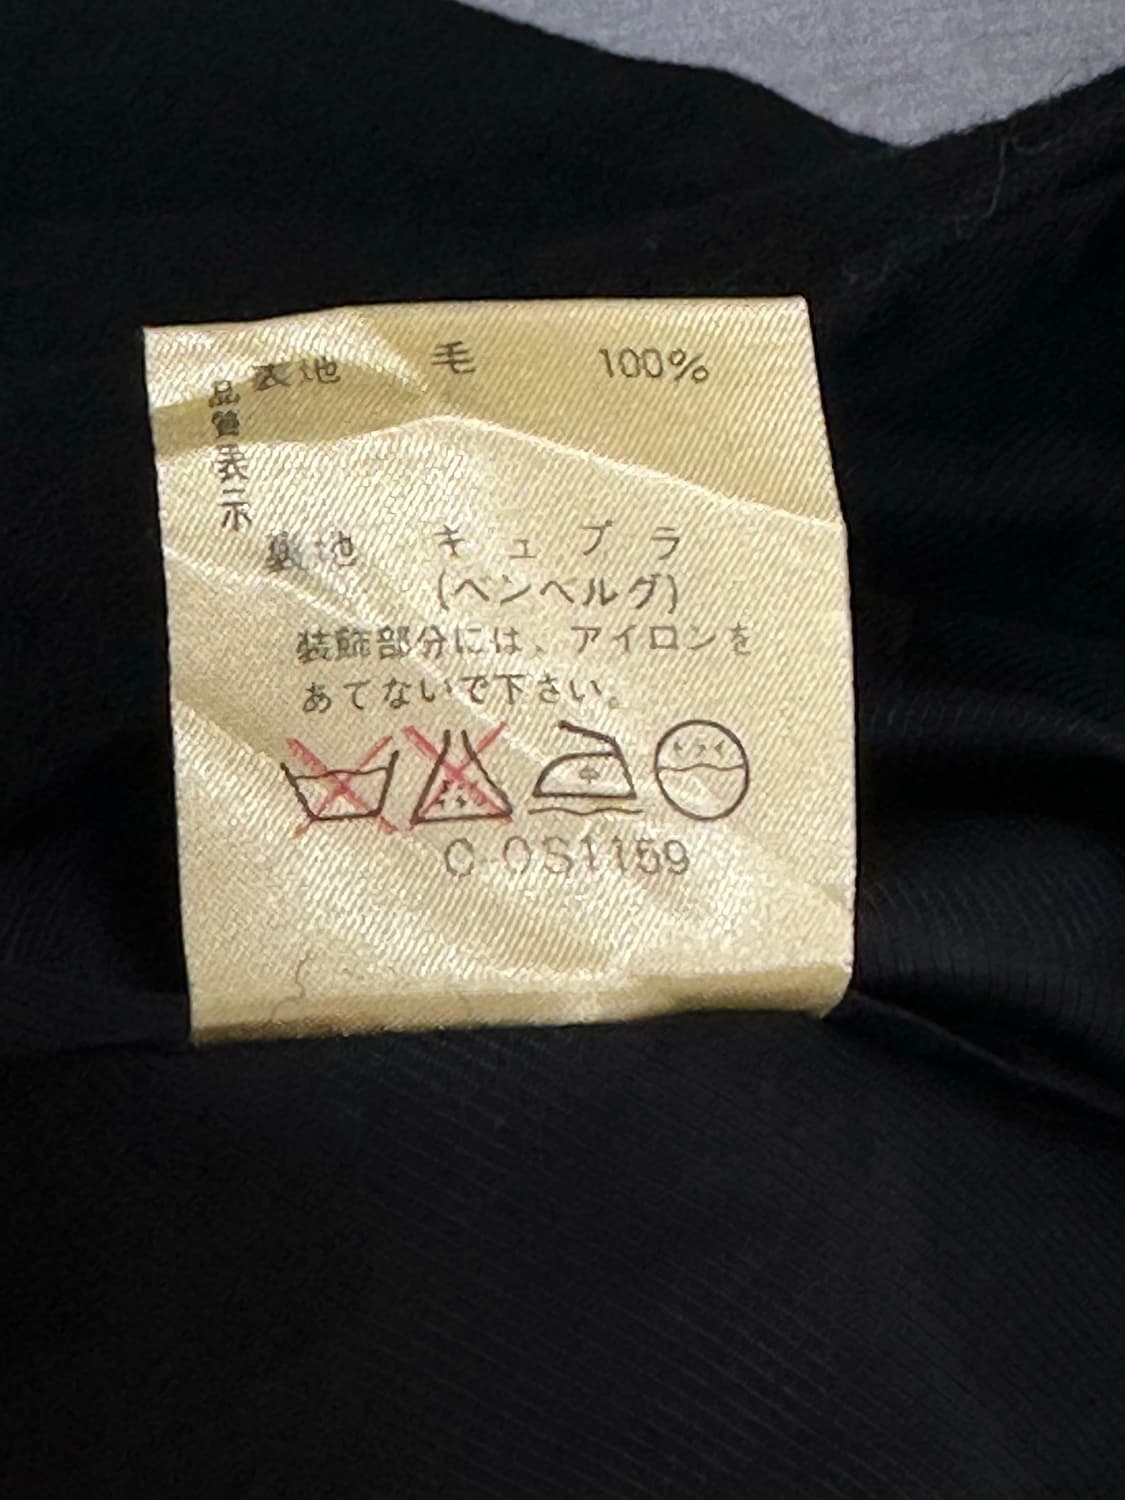 品質表示
表地 毛 100%
裏地 キュプラ
(ベンベルグ)
装飾部分には、アイロンを
あてないで下さい。
中 ドライ
C 0S1159